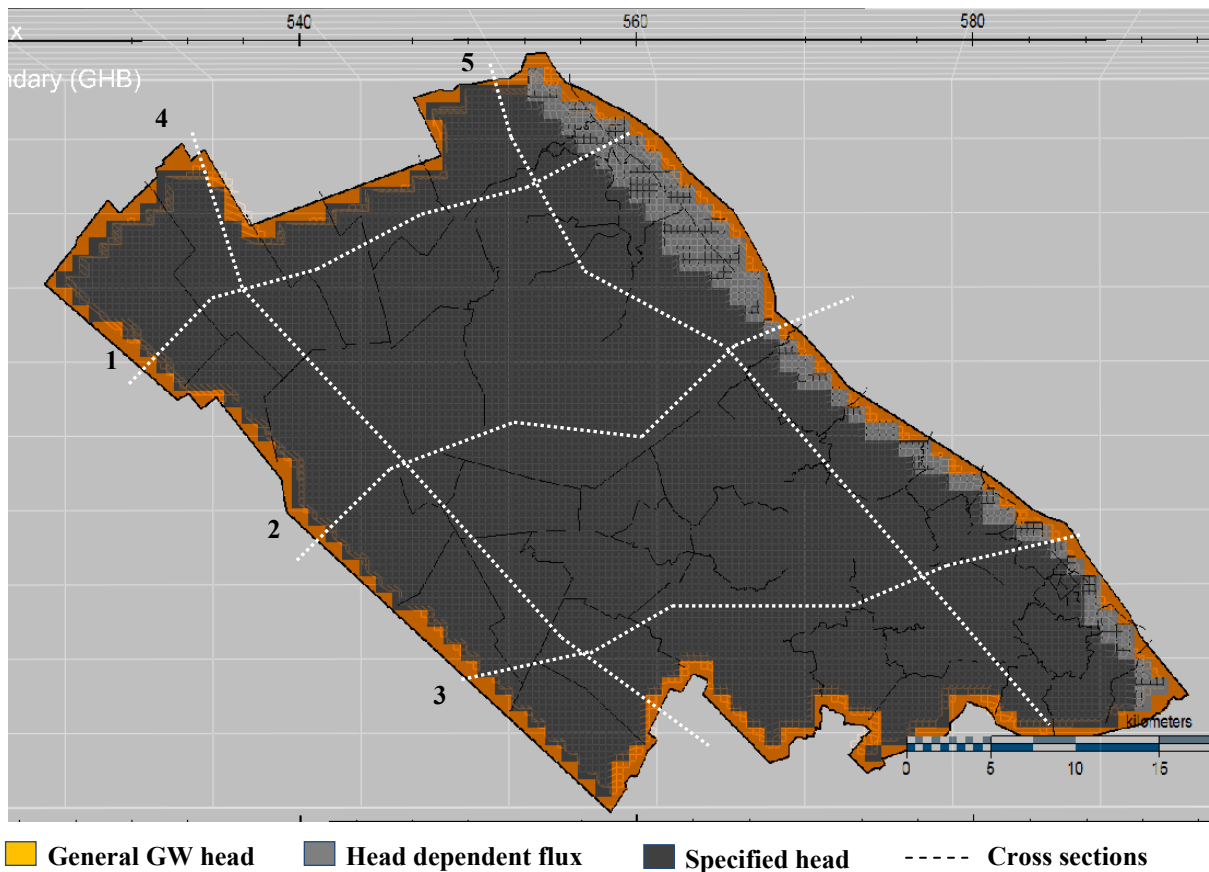 540 560 580
x
ndary (GHB)
5
4
1
2
3
kilometers
0 5 10 15
General GW head Head dependent flux Specified head Cross sections